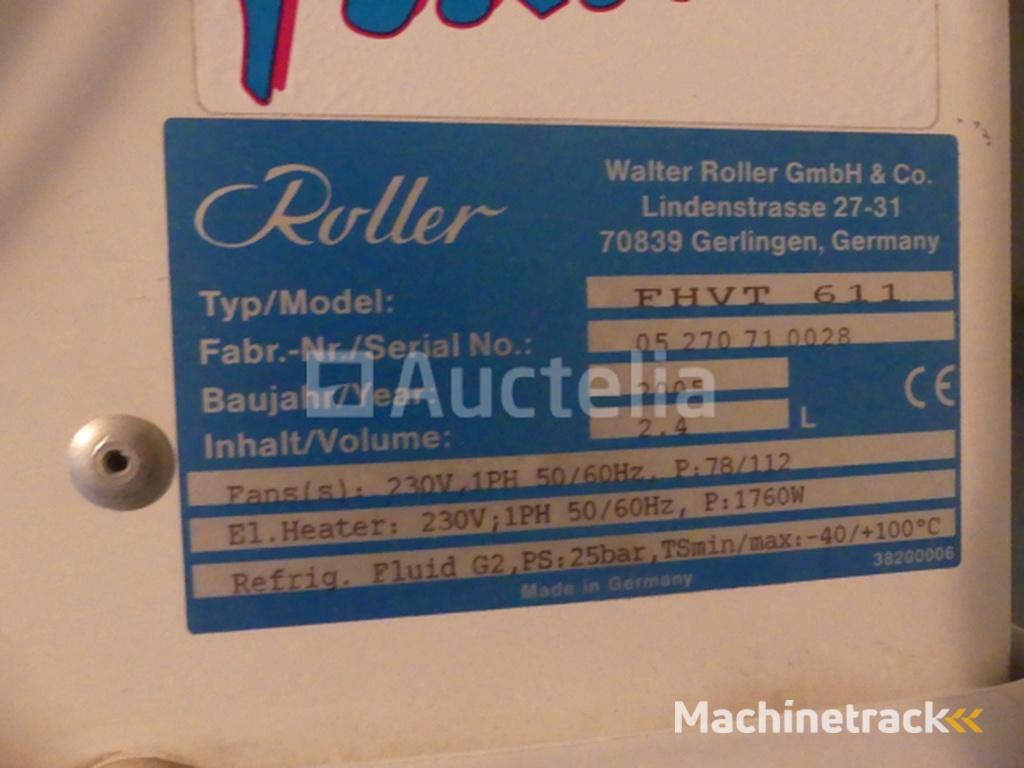 Roller
Walter Roller GmbH & Co.
Lindenstrasse 27-31
70839 Gerlingen, Germany
Typ/Model: FHVT 611
Fabr.-Nr./Serial No.: 05 270 71 0028
Baujahr/Year: 2005
Inhalt/Volume: 2.4 L
CE
Fans(s): 230V,1PH 50/60Hz, P:78/112
El.Heater: 230V;1PH 50/60Hz, P:1760W
Refrig. Fluid G2,PS:25bar,TSmin/max:-40/+100°C
Made in Germany
38200006
Auctelia
Machinetrack